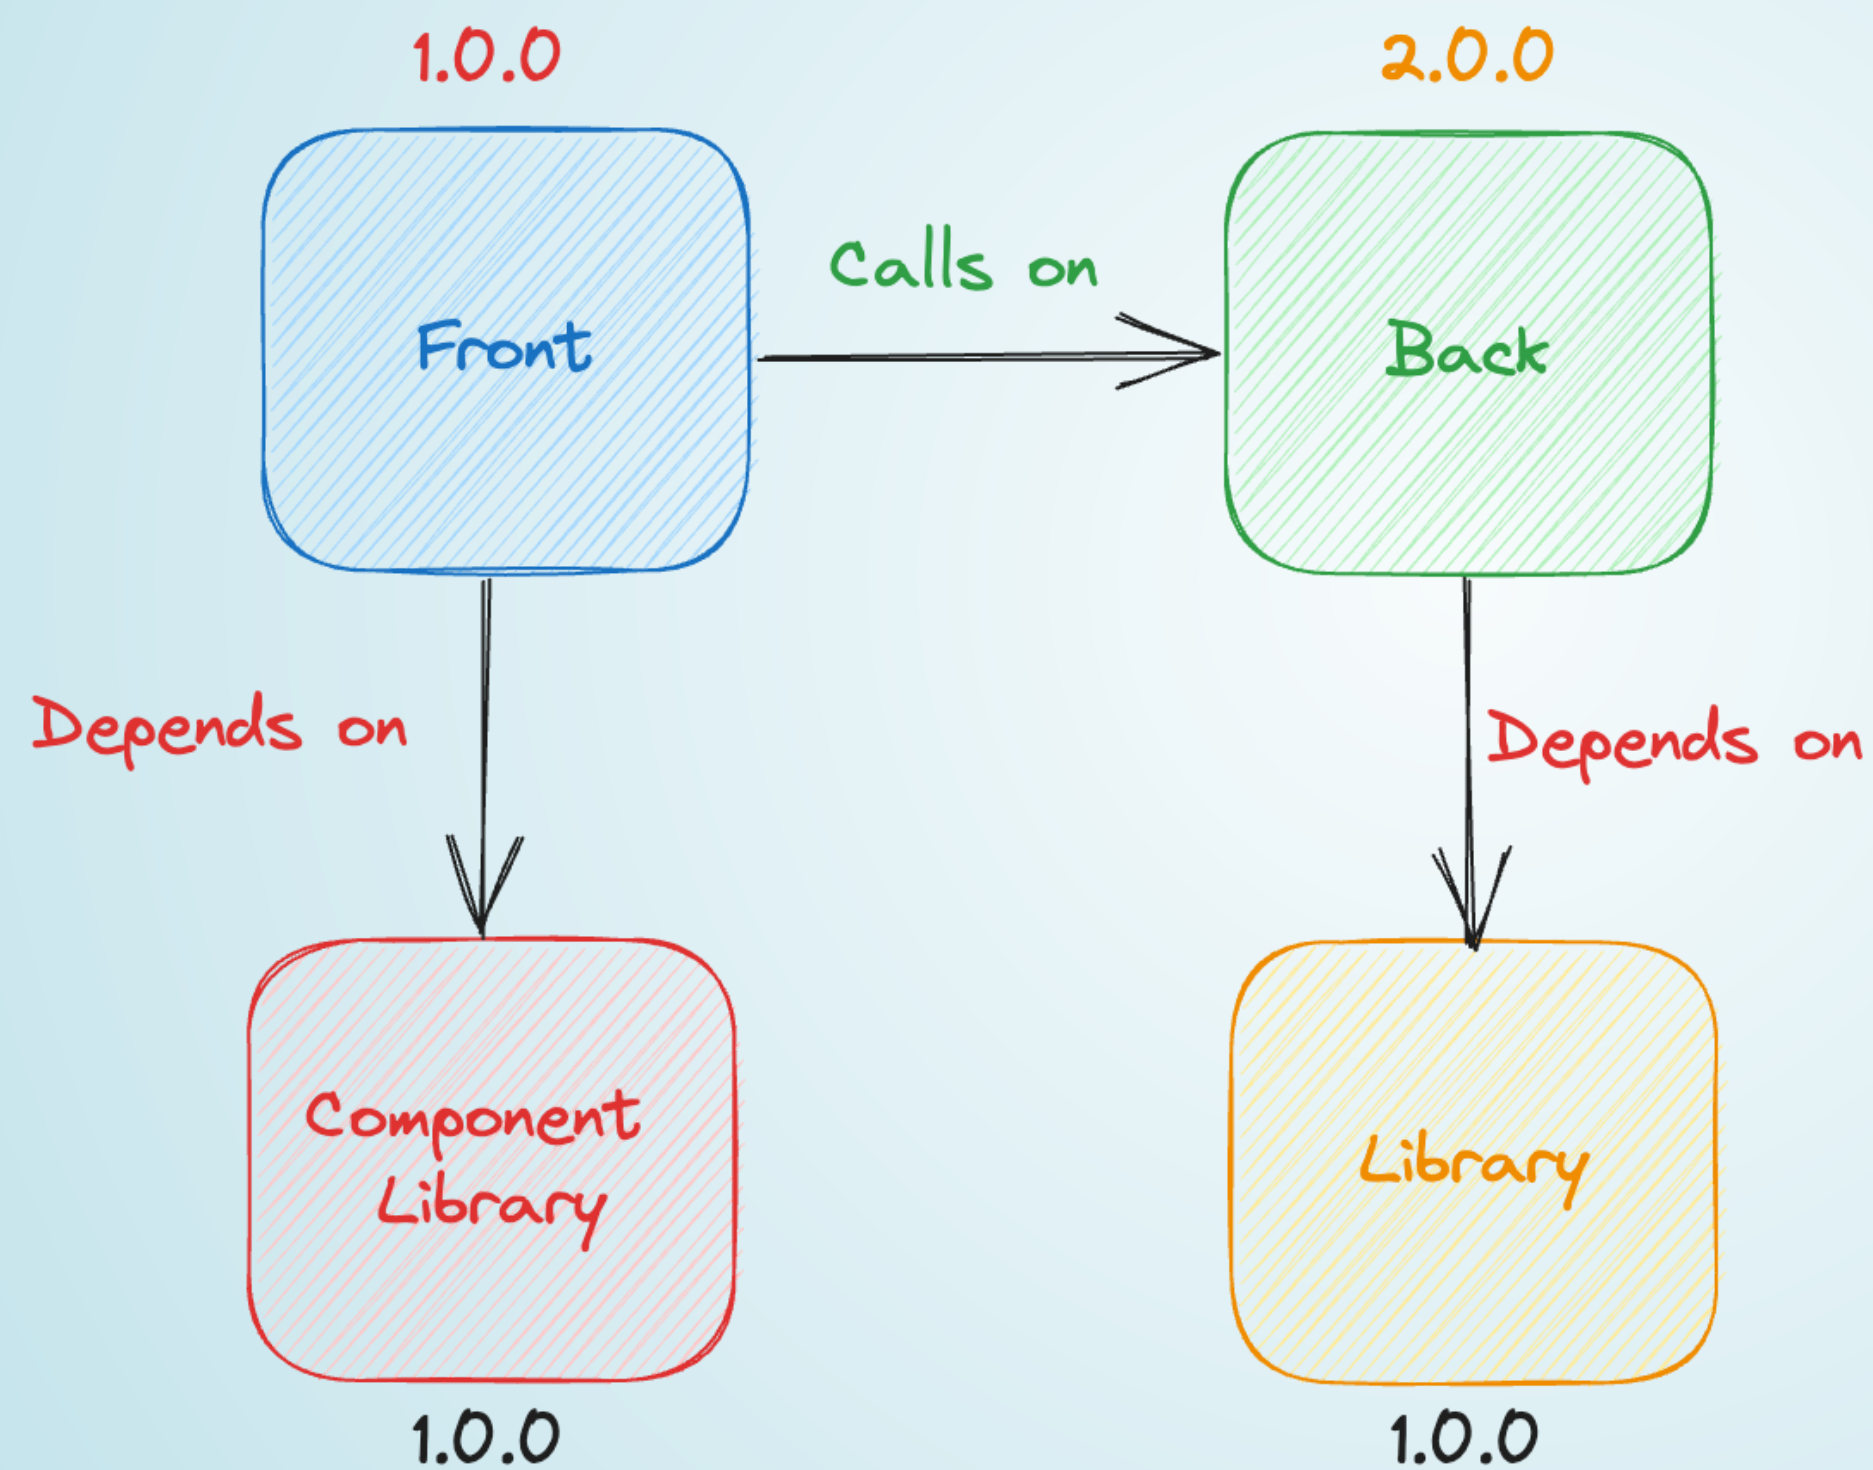 1.0.0
2.0.0
Calls on
Front
Back
Depends on
Depends on
Component
Library
Library
1.0.0
1.0.0